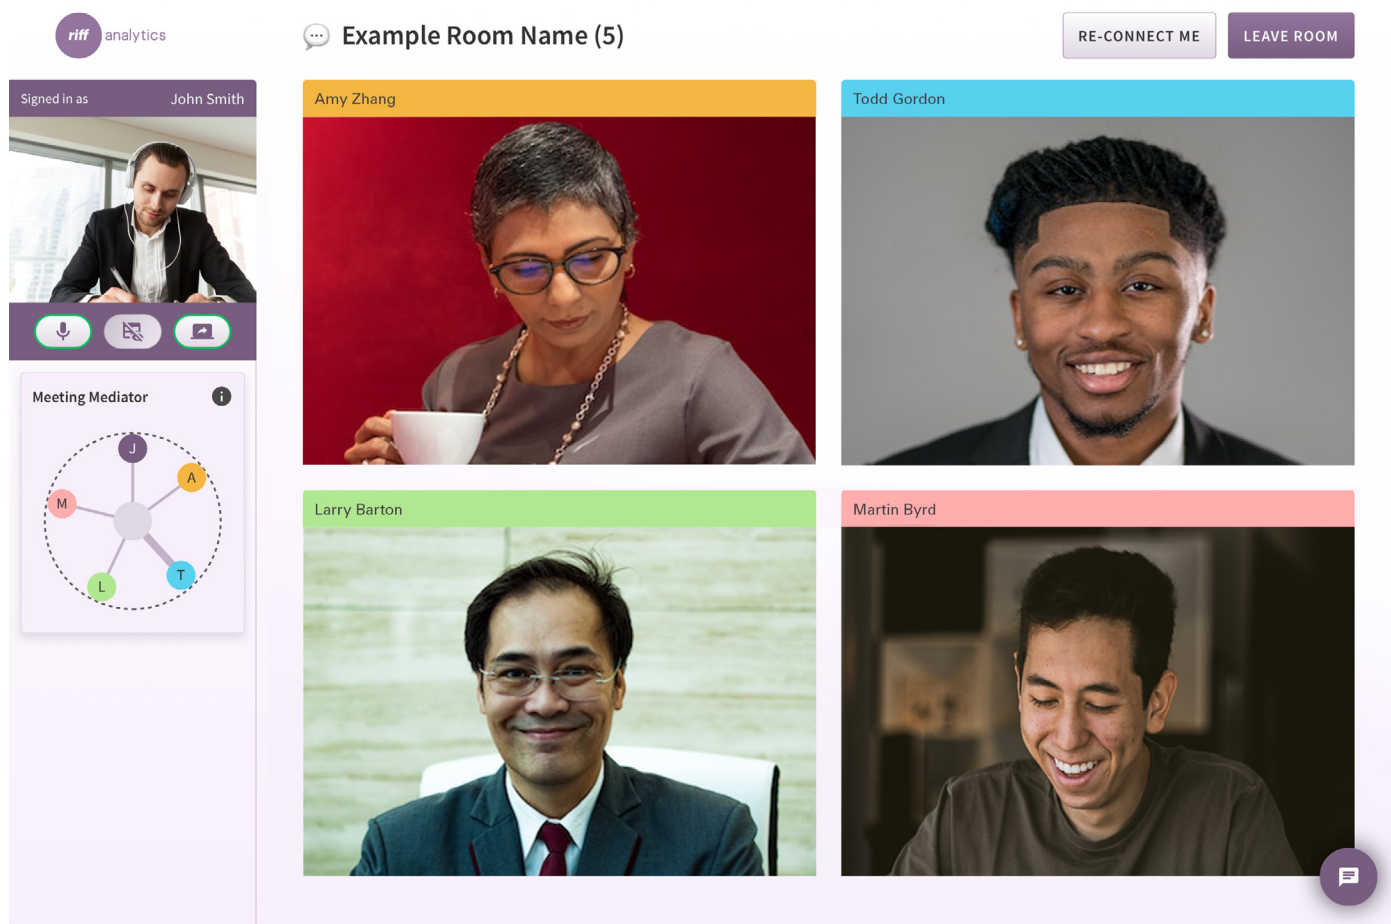 riff analytics
Example Room Name (5)
RE-CONNECT ME
LEAVE ROOM
Signed in as John Smith
Amy Zhang
Todd Gordon
Meeting Mediator
i
J
A
M
T
L
Larry Barton
Martin Byrd